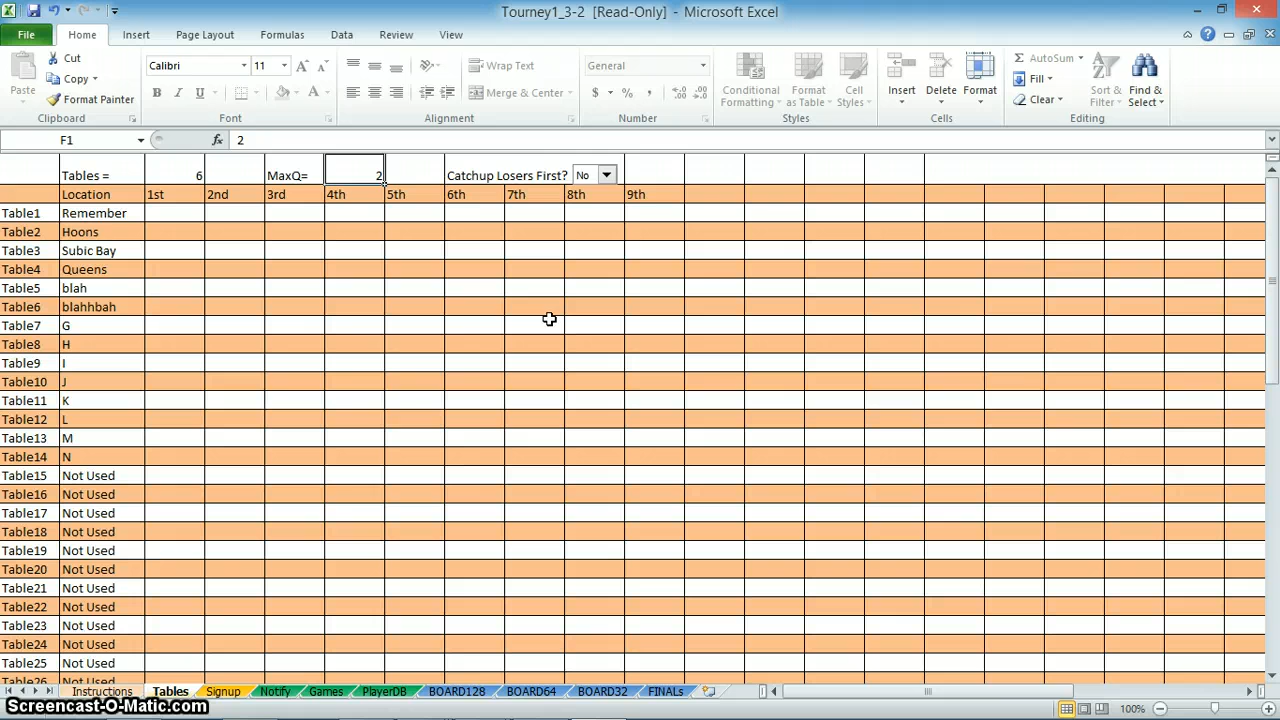 Tourney1_3-2 [Read-Only] - Microsoft Excel
File Home Insert Page Layout Formulas Data Review View
Paste
Cut
Copy
Format Painter
Clipboard
Calibri 11
B I U
Font
Wrap Text
Merge & Center
Alignment
General
$ % ,
Number
Conditional Formatting
Format as Table
Cell Styles
Styles
Insert Delete Format
Cells
Σ AutoSum
Fill
Clear
Sort & Filter
Find & Select
Editing
F1 fx 2
Tables = 6 MaxQ= 2 Catchup Losers First? No
Location 1st 2nd 3rd 4th 5th 6th 7th 8th 9th
Table1 Remember
Table2 Hoons
Table3 Subic Bay
Table4 Queens
Table5 blah
Table6 blahhbah
Table7 G
Table8 H
Table9 I
Table10 J
Table11 K
Table12 L
Table13 M
Table14 N
Table15 Not Used
Table16 Not Used
Table17 Not Used
Table18 Not Used
Table19 Not Used
Table20 Not Used
Table21 Not Used
Table22 Not Used
Table23 Not Used
Table24 Not Used
Table25 Not Used
Table26 Not Used
Instructions Tables Signup Notify Games PlayerDB BOARD128 BOARD64 BOARD32 FINALs
Screencast-O-Matic.com
100%